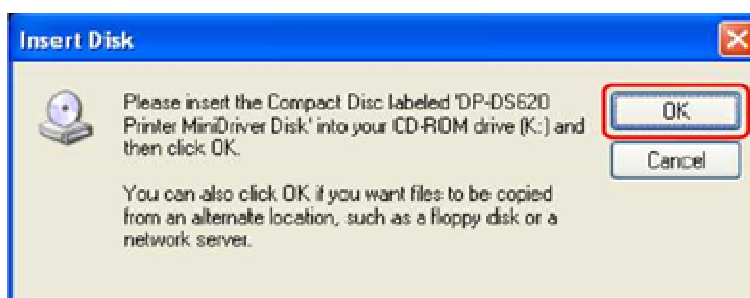 Insert Disk
Please insert the Compact Disc labeled 'DP-DS620
Printer MiniDriver Disk' into your CD-ROM drive (K:) and
then click OK.
You can also click OK if you want files to be copied
from an alternate location, such as a floppy disk or a
network server.
OK
Cancel